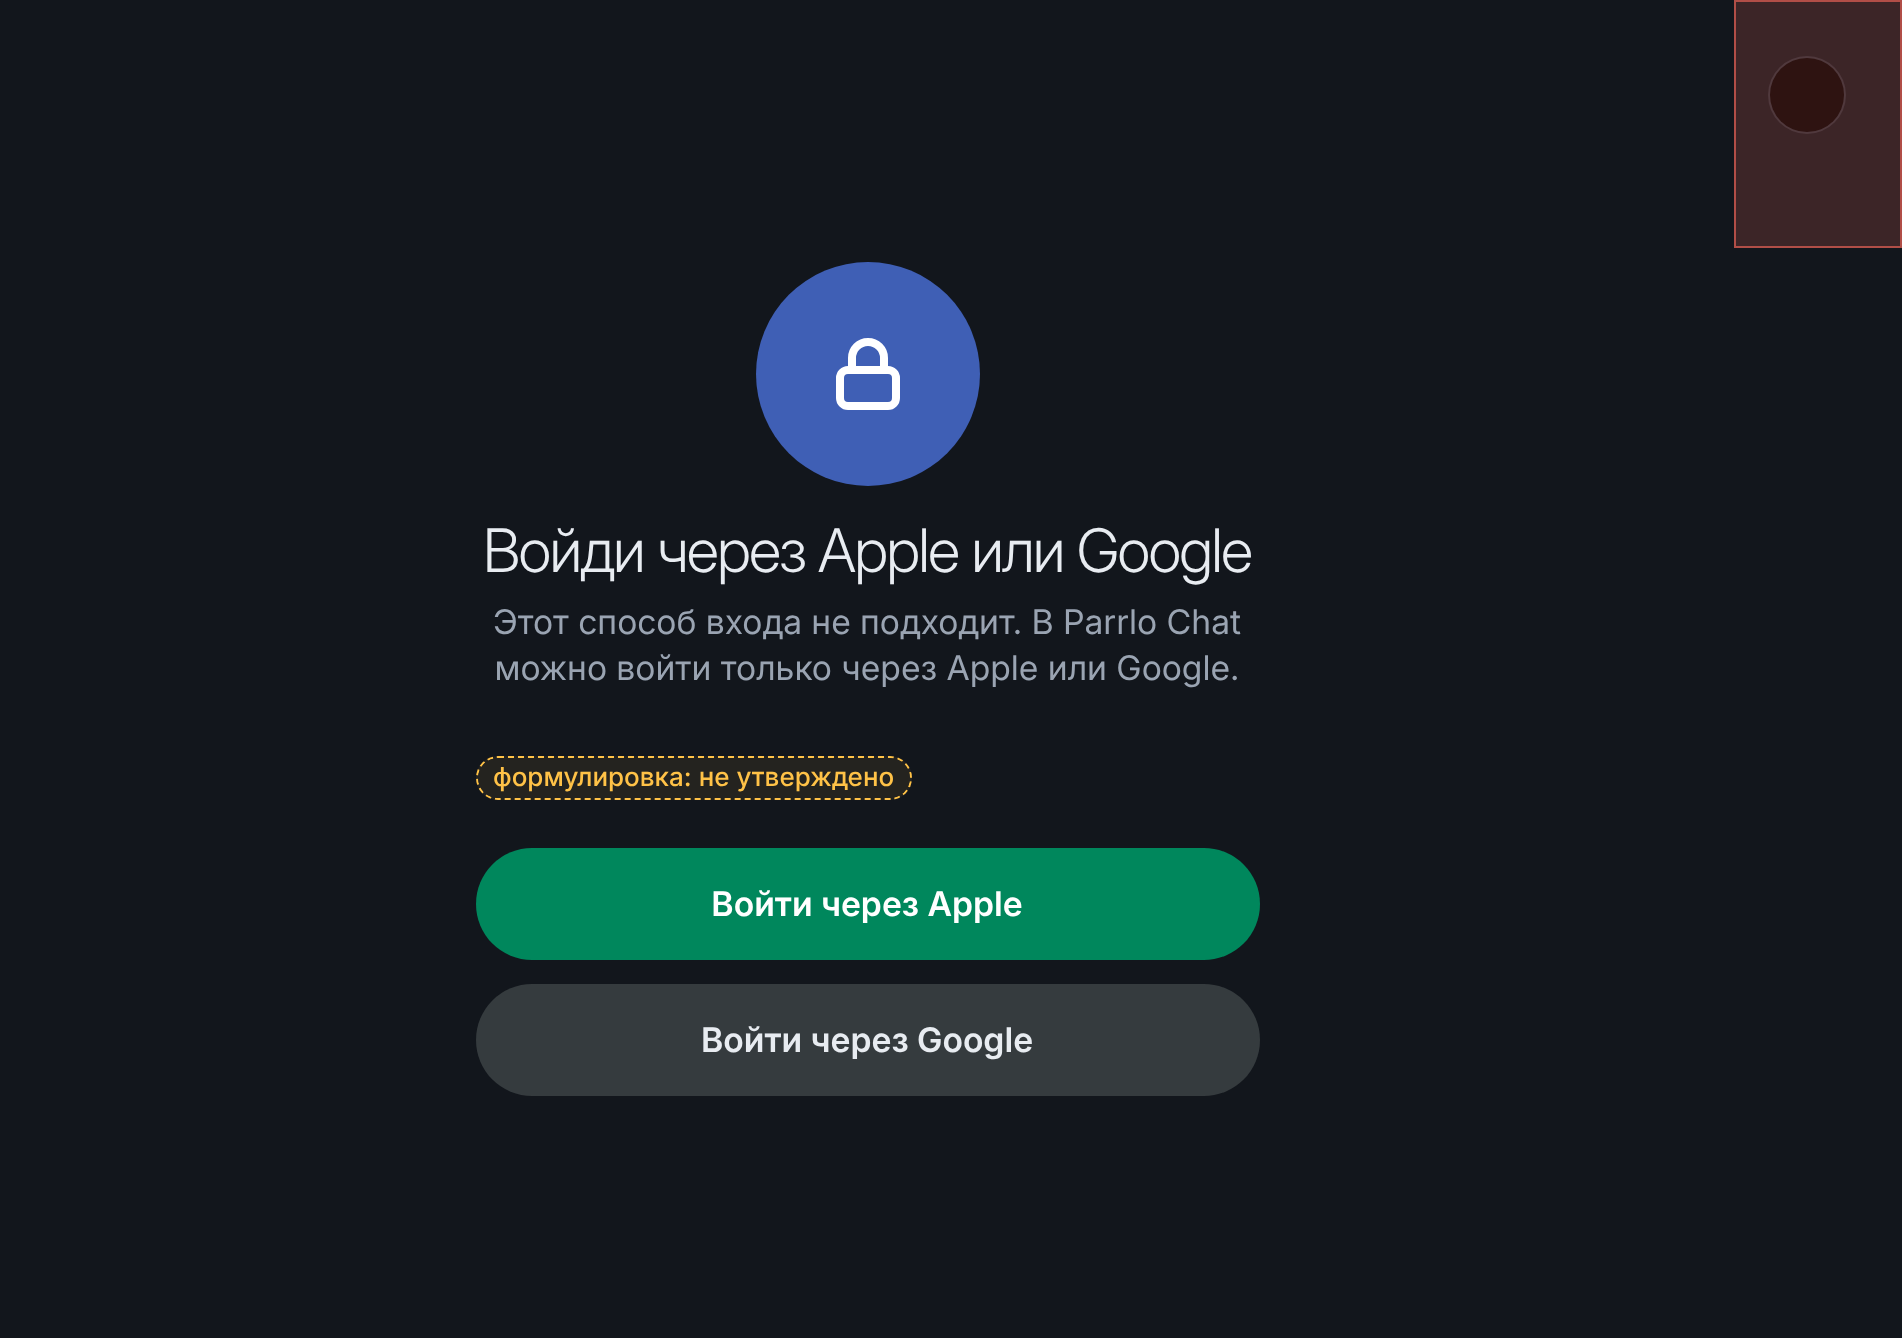 Войди через Apple или Google
Этот способ входа не подходит. В Parrlo Chat
можно войти только через Apple или Google.
формулировка: не утверждено
Войти через Apple
Войти через Google